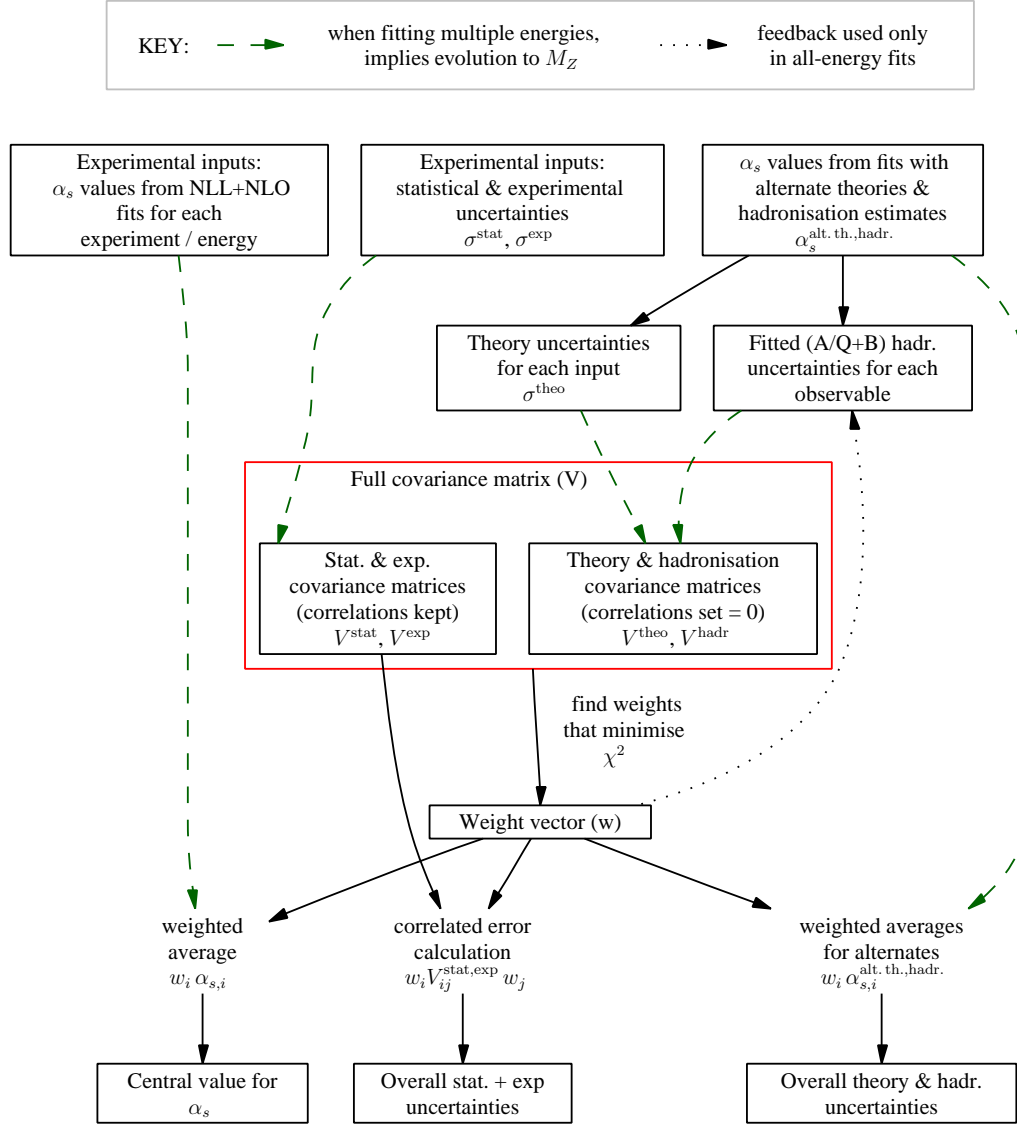 KEY:
when fitting multiple energies,
implies evolution to M_Z
feedback used only
in all-energy fits
Experimental inputs:
α_s values from NLL+NLO
fits for each
experiment / energy
Experimental inputs:
statistical & experimental
uncertainties
σ^stat, σ^exp
α_s values from fits with
alternate theories &
hadronisation estimates
α_s^alt. th.,hadr.
Theory uncertainties
for each input
σ^theo
Fitted (A/Q+B) hadr.
uncertainties for each
observable
Full covariance matrix (V)
Stat. & exp.
covariance matrices
(correlations kept)
V^stat, V^exp
Theory & hadronisation
covariance matrices
(correlations set = 0)
V^theo, V^hadr
find weights
that minimise
χ^2
Weight vector (w)
weighted
average
w_i α_s,i
correlated error
calculation
w_i V_ij^stat,exp w_j
weighted averages
for alternates
w_i α_s,i^alt. th.,hadr.
Central value for
α_s
Overall stat. + exp
uncertainties
Overall theory & hadr.
uncertainties